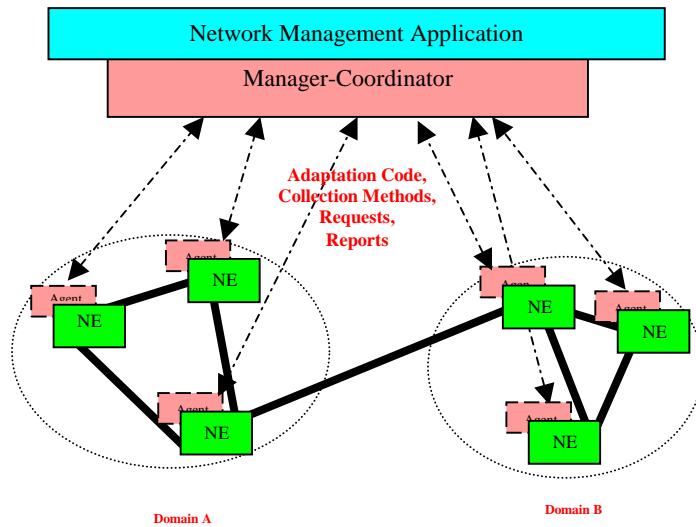 Network Management Application
Manager-Coordinator
Adaptation Code,
Collection Methods,
Requests,
Reports
Agent
NE
Agent
NE
Agent
NE
Agen
NE
Agent
NE
Agent
NE
Domain A
Domain B